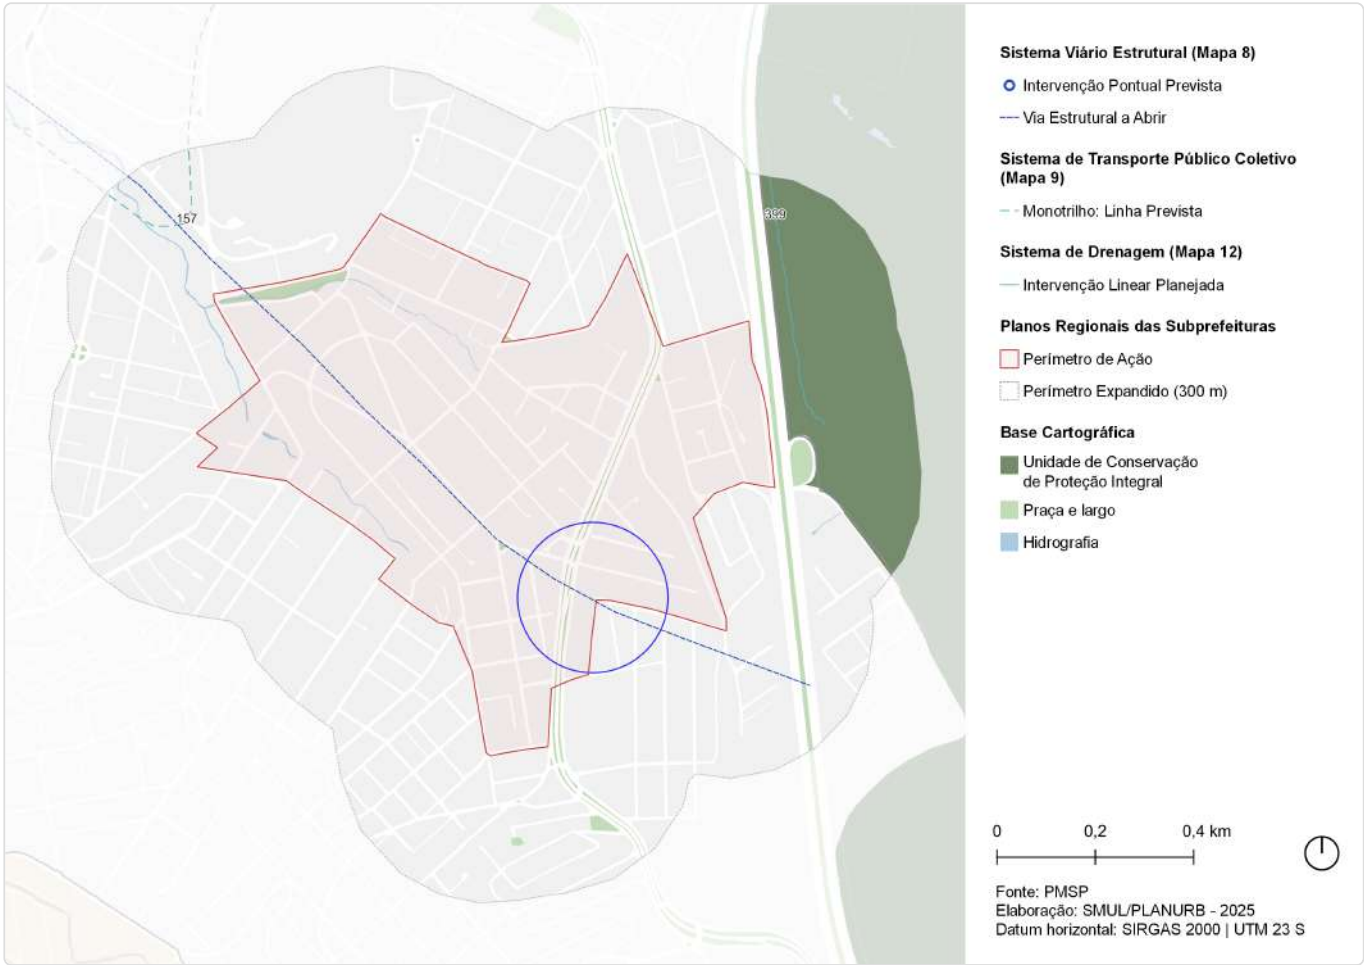 Sistema Viário Estrutural (Mapa 8)
Intervenção Pontual Prevista
Via Estrutural a Abrir
Sistema de Transporte Público Coletivo
(Mapa 9)
Monotrilho: Linha Prevista
Sistema de Drenagem (Mapa 12)
Intervenção Linear Planejada
Planos Regionais das Subprefeituras
Perímetro de Ação
Perímetro Expandido (300 m)
Base Cartográfica
Unidade de Conservação
de Proteção Integral
Praça e largo
Hidrografia
157
399
0 0,2 0,4 km
Fonte: PMSP
Elaboração: SMUL/PLANURB - 2025
Datum horizontal: SIRGAS 2000 | UTM 23 S